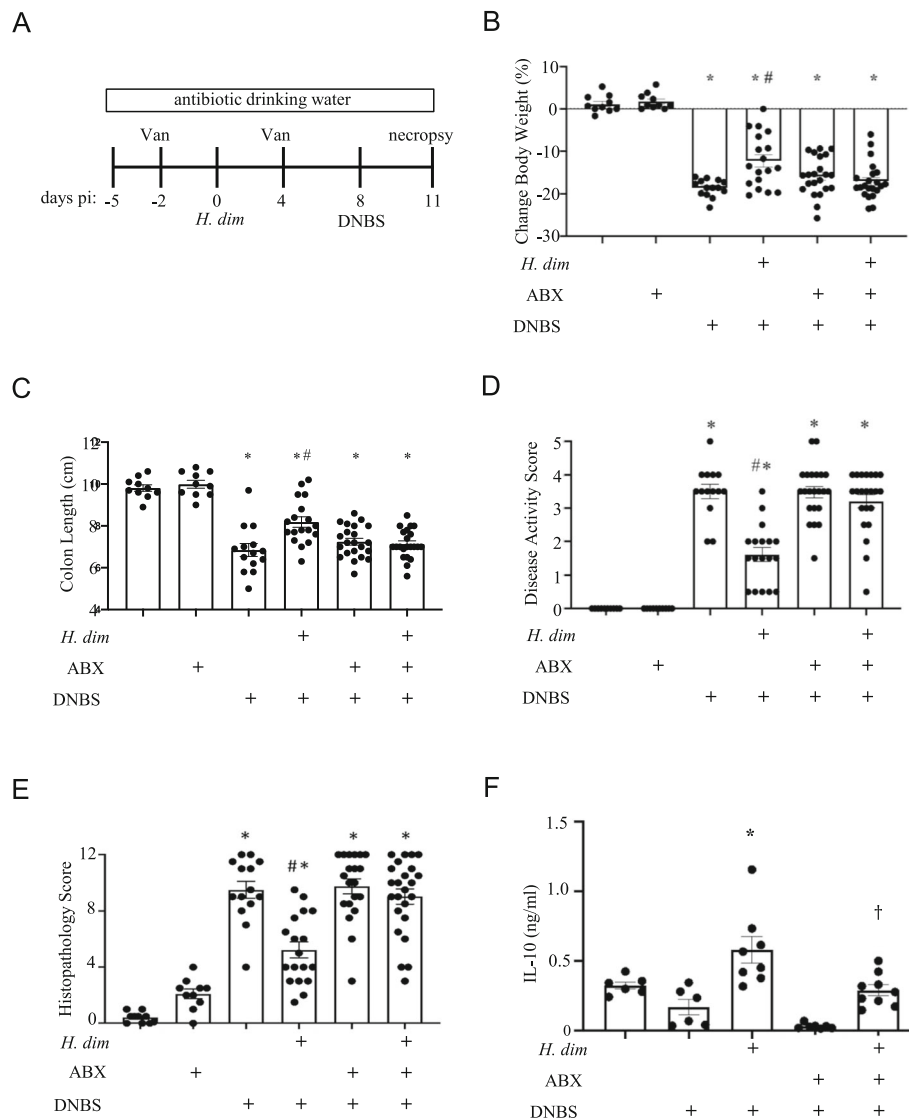 A
antibiotic drinking water
Van Van necropsy
days pi: -5 -2 0 4 8 11
H. dim DNBS
B
Change Body Weight (%)
10
0
-10
-20
-30
* *# * *
H. dim + +
ABX + + +
DNBS + + + +
C
Colon Length (cm)
12
10
8
6
4
* *# * *
H. dim + +
ABX + + +
DNBS + + + +
D
Disease Activity Score
5
4
3
2
1
0
* #* * *
H. dim + +
ABX + + +
DNBS + + + +
E
Histopathology Score
12
8
4
0
* #* * *
H. dim + +
ABX + + +
DNBS + + + +
F
IL-10 (ng/ml)
1.5
1.0
0.5
0
* †
H. dim + +
ABX + +
DNBS + + + +